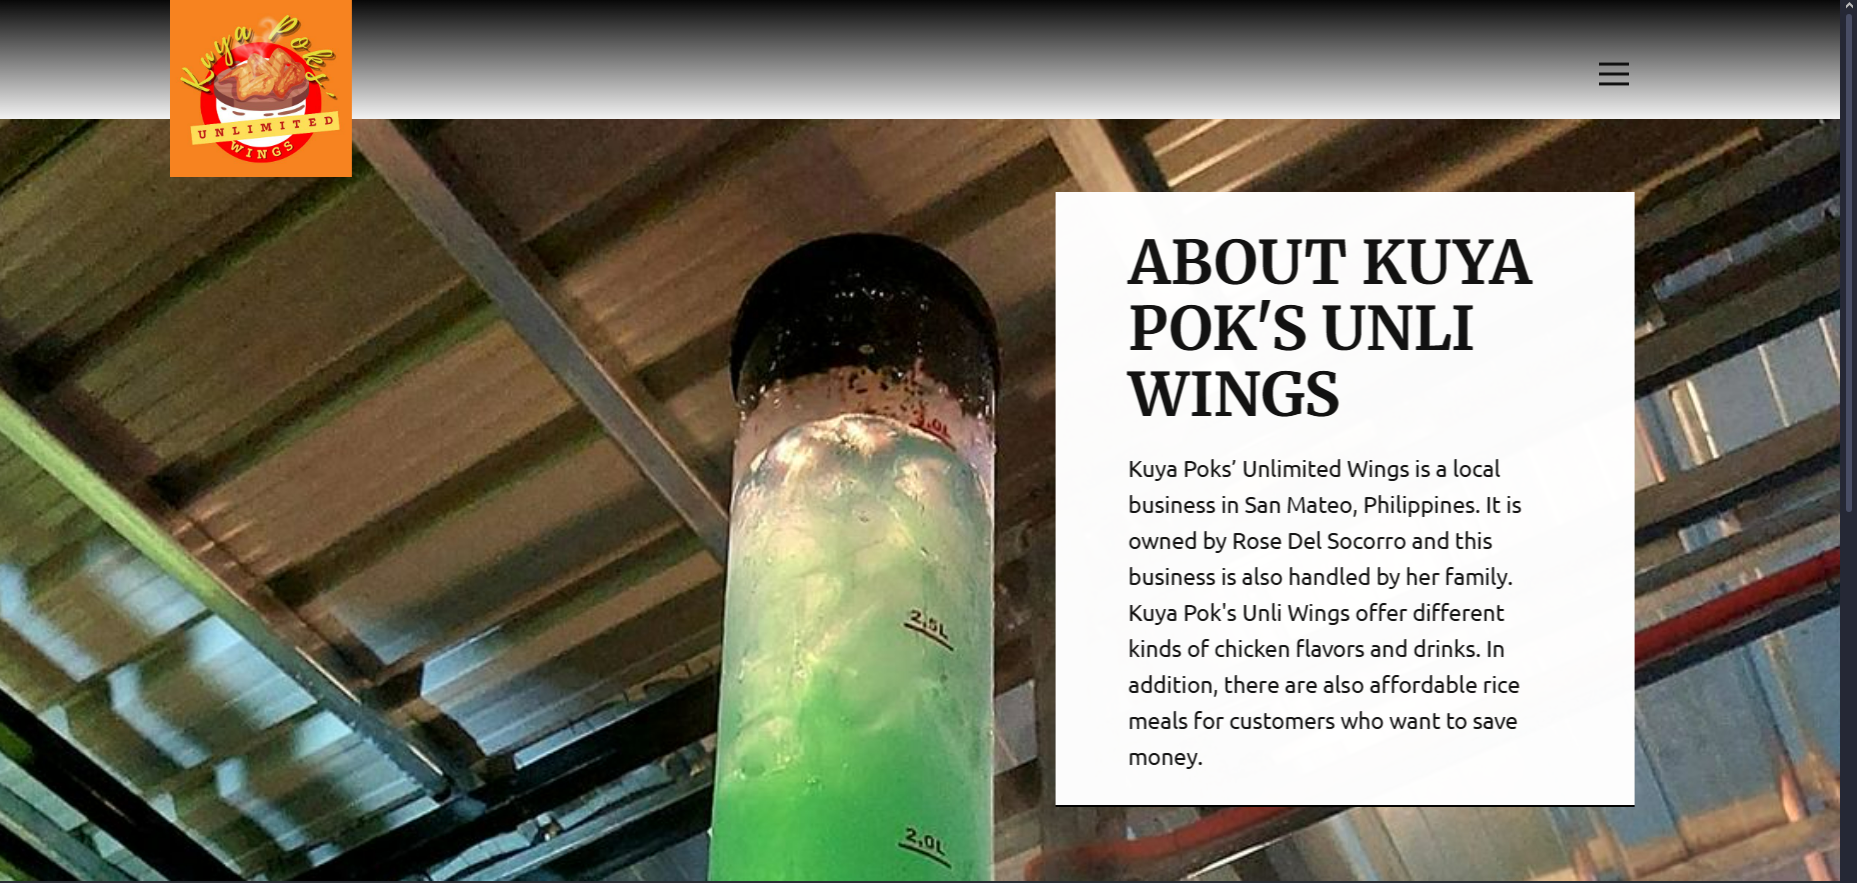 Kuya Poks'
UNLIMITED
WINGS
ABOUT KUYA
POK'S UNLI
WINGS
Kuya Poks’ Unlimited Wings is a local
business in San Mateo, Philippines. It is
owned by Rose Del Socorro and this
business is also handled by her family.
Kuya Pok's Unli Wings offer different
kinds of chicken flavors and drinks. In
addition, there are also affordable rice
meals for customers who want to save
money.
3.0L
2.5L
2.0L